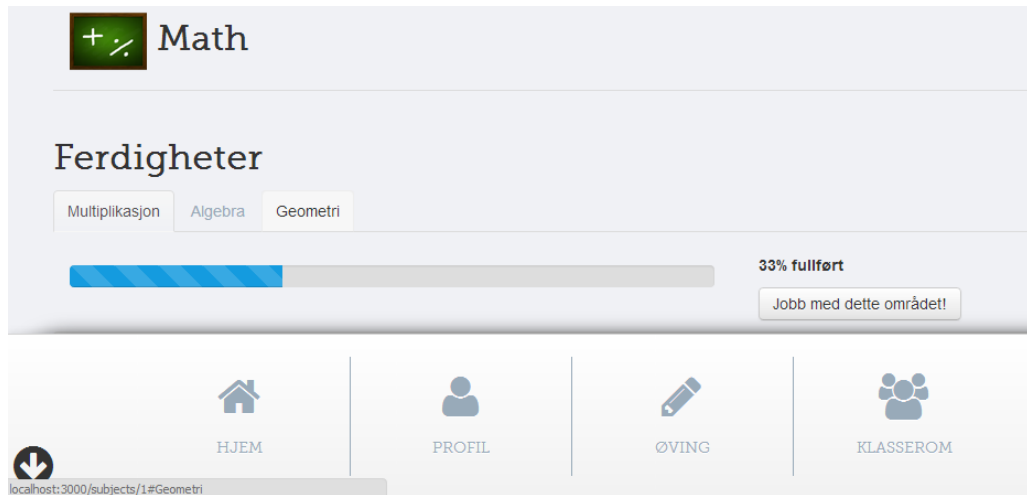 Math
Ferdigheter
Multiplikasjon Algebra Geometri
33% fullført
Jobb med dette området!
HJEM PROFIL ØVING KLASSEROM
localhost:3000/subjects/1#Geometri